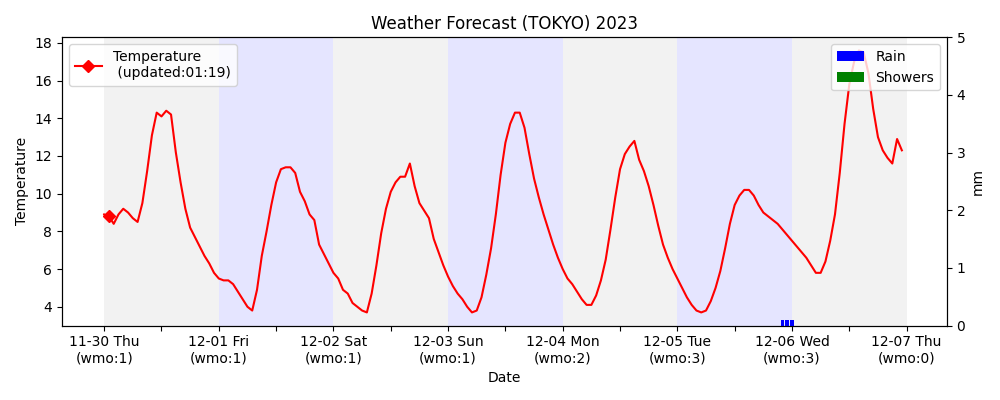 Weather Forecast (TOKYO) 2023
Temperature
(updated:01:19)
Rain
Showers
18
16
14
12
10
8
6
4
Temperature
5
4
3
2
1
0
mm
11-30 Thu 12-01 Fri 12-02 Sat 12-03 Sun 12-04 Mon 12-05 Tue 12-06 Wed 12-07 Thu
(wmo:1) (wmo:1) (wmo:1) (wmo:1) (wmo:2) (wmo:3) (wmo:3) (wmo:0)
Date